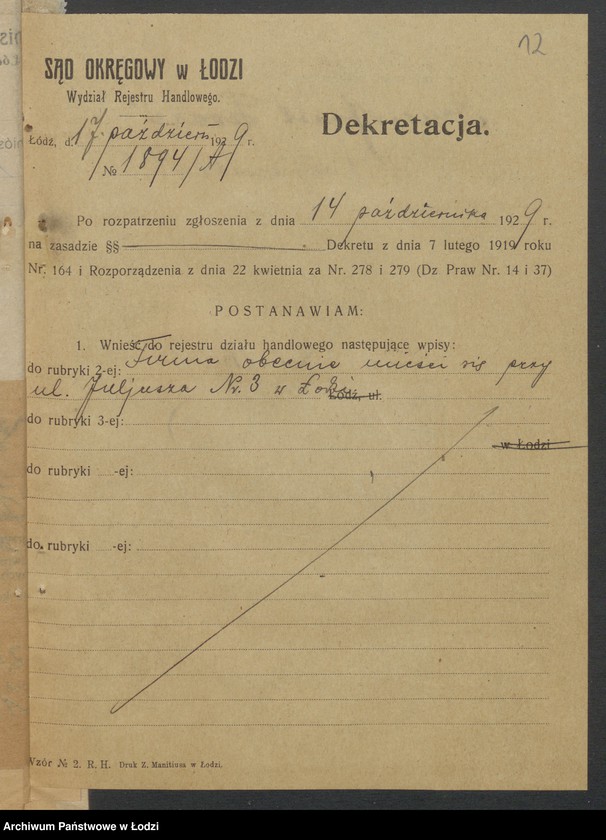 12
SĄD OKRĘGOWY w ŁODZI
Wydział Rejestru Handlowego.
Dekretacja.
Łódź, d. 17 paździer 1929 r.
№ 1894/A/
Po rozpatrzeniu zgłoszenia z dnia 14 października 1929 r.
na zasadzie §§ Dekretu z dnia 7 lutego 1919 roku
Nr. 164 i Rozporządzenia z dnia 22 kwietnia za Nr. 278 i 279 (Dz Praw Nr. 14 i 37)
POSTANAWIAM:
1. Wnieść do rejestru działu handlowego następujące wpisy:
do rubryki 2-ej: Firma obecnie mieści się przy
ul. Juljusza Nr. 3 w Łodzi Łódź, ul.
do rubryki 3-ej:
w Łodzi
do rubryki -ej:
do rubryki -ej:
Wzór № 2. R. H. Druk Z. Manitiusa w Łodzi.
Archiwum Państwowe w Łodzi